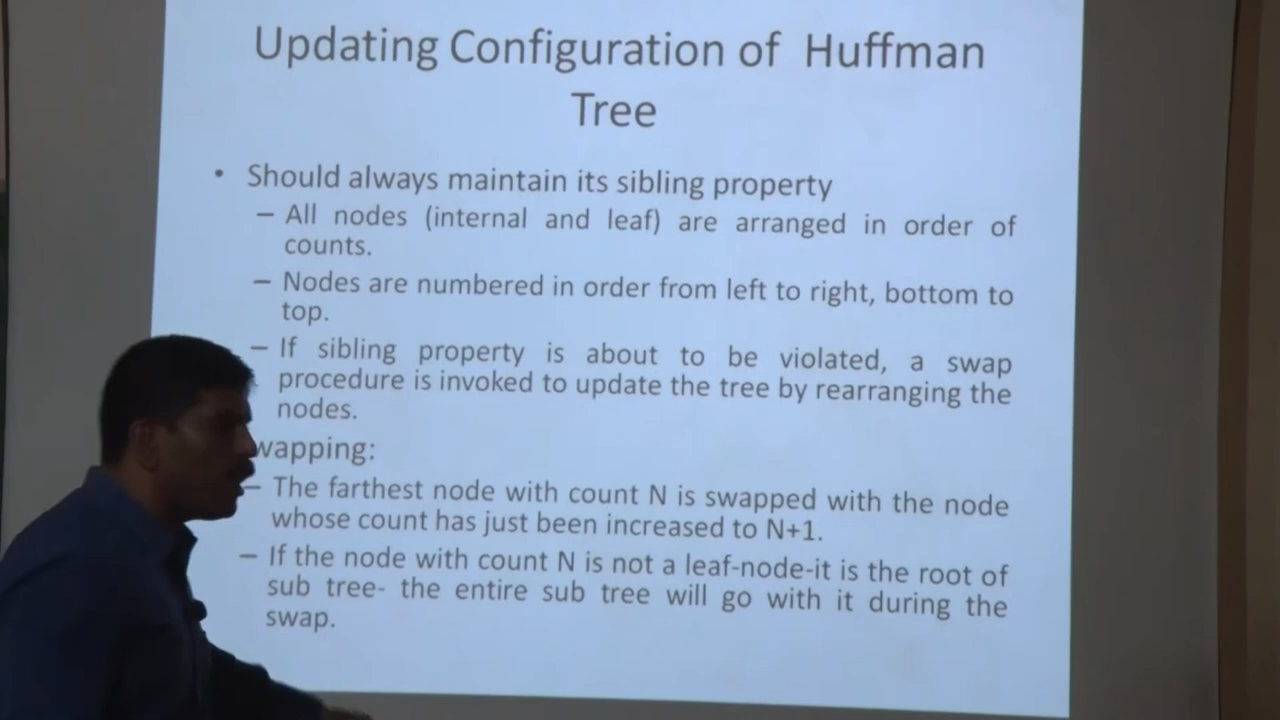 Updating Configuration of Huffman
Tree
• Should always maintain its sibling property
– All nodes (internal and leaf) are arranged in order of
counts.
– Nodes are numbered in order from left to right, bottom to
top.
– If sibling property is about to be violated, a swap
procedure is invoked to update the tree by rearranging the
nodes.
wapping:
– The farthest node with count N is swapped with the node
whose count has just been increased to N+1.
– If the node with count N is not a leaf-node-it is the root of
sub tree- the entire sub tree will go with it during the
swap.